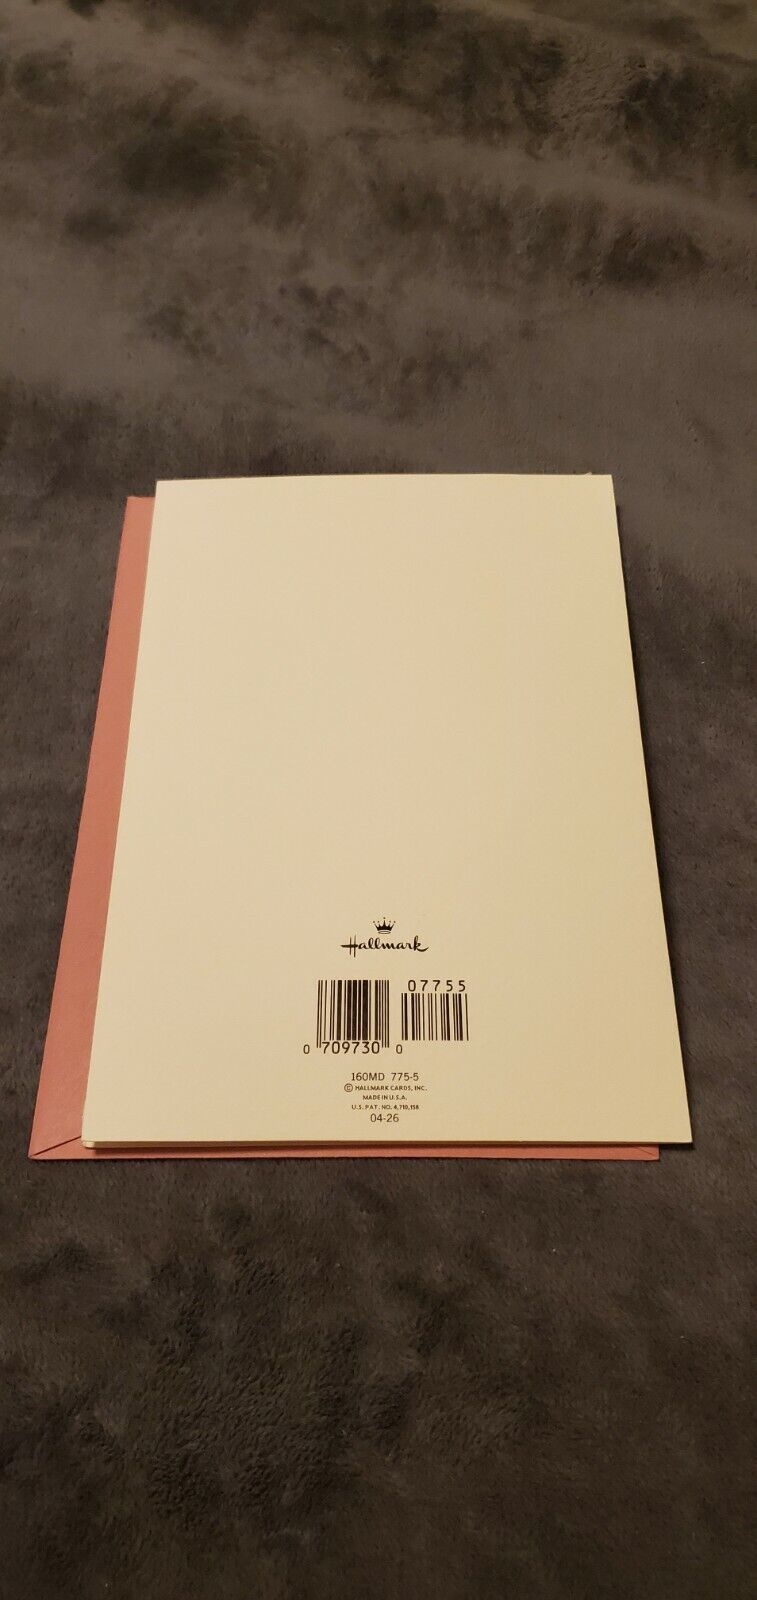 Hallmark
07755
0 709730 0
160MD 775-5
© HALLMARK CARDS, INC.
MADE IN U.S.A.
U.S. PAT. NO. 4,710,158
04-26